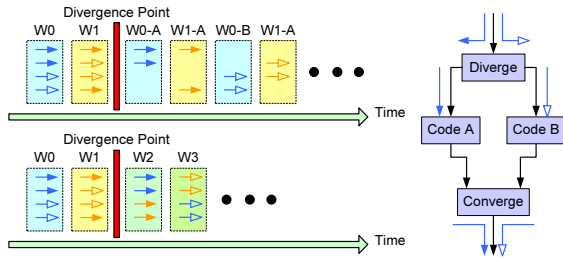 Divergence Point
W0 W1 W0-A W1-A W0-B W1-A
Time
Divergence Point
W0 W1 W2 W3
Time
Diverge
Code A Code B
Converge